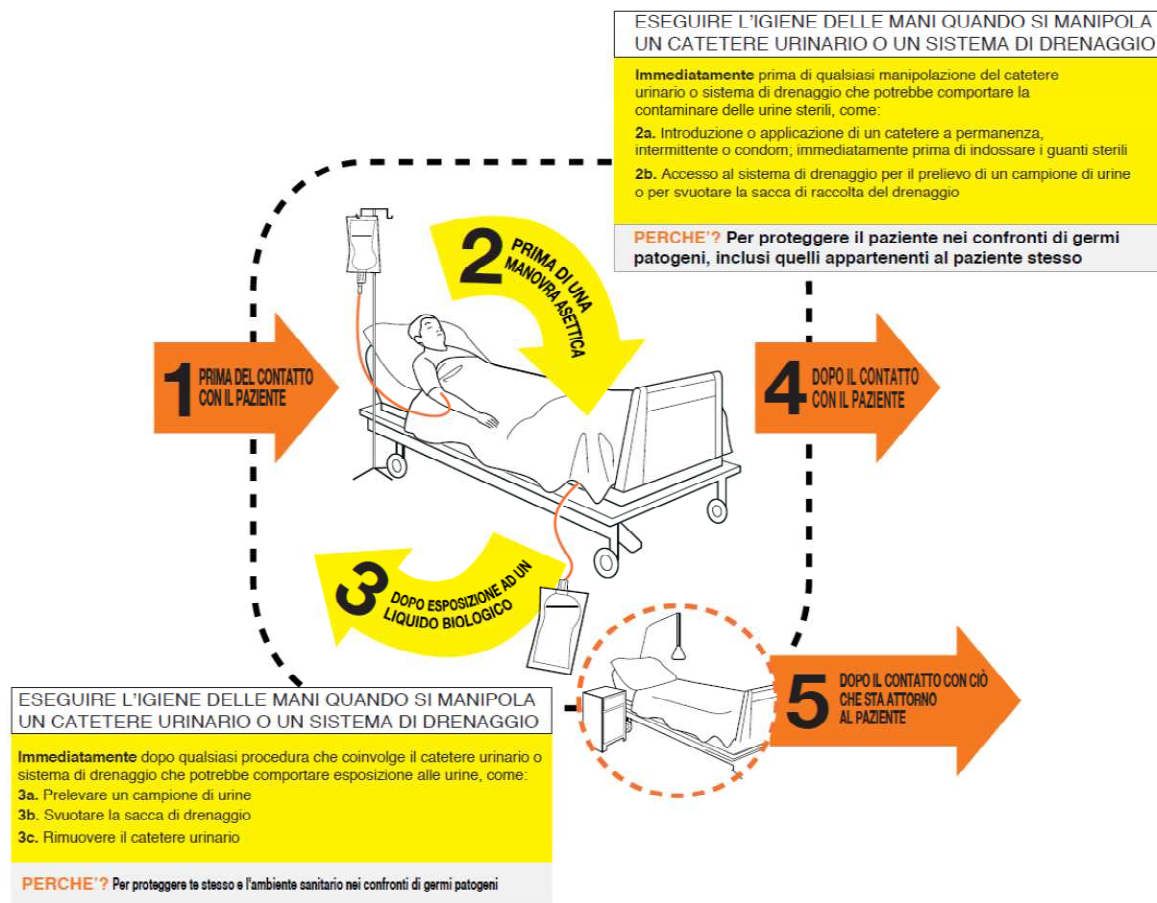 ESEGUIRE L'IGIENE DELLE MANI QUANDO SI MANIPOLA
UN CATETERE URINARIO O UN SISTEMA DI DRENAGGIO
Immediatamente prima di qualsiasi manipolazione del catetere
urinario o sistema di drenaggio che potrebbe comportare la
contaminare delle urine sterili, come:
2a. Introduzione o applicazione di un catetere a permanenza,
intermittente o condom; immediatamente prima di indossare i guanti sterili
2b. Accesso al sistema di drenaggio per il prelievo di un campione di urine
o per svuotare la sacca di raccolta del drenaggio
PERCHE'? Per proteggere il paziente nei confronti di germi
patogeni, inclusi quelli appartenenti al paziente stesso
1 PRIMA DEL CONTATTO
CON IL PAZIENTE
2 PRIMA DI UNA
MANOVRA ASETTICA
3 DOPO ESPOSIZIONE AD UN
LIQUIDO BIOLOGICO
4 DOPO IL CONTATTO
CON IL PAZIENTE
5 DOPO IL CONTATTO CON CIÒ
CHE STA ATTORNO
AL PAZIENTE
ESEGUIRE L'IGIENE DELLE MANI QUANDO SI MANIPOLA
UN CATETERE URINARIO O UN SISTEMA DI DRENAGGIO
Immediatamente dopo qualsiasi procedura che coinvolge il catetere urinario o
sistema di drenaggio che potrebbe comportare esposizione alle urine, come:
3a. Prelevare un campione di urine
3b. Svuotare la sacca di drenaggio
3c. Rimuovere il catetere urinario
PERCHE'? Per proteggere te stesso e l'ambiente sanitario nei confronti di germi patogeni